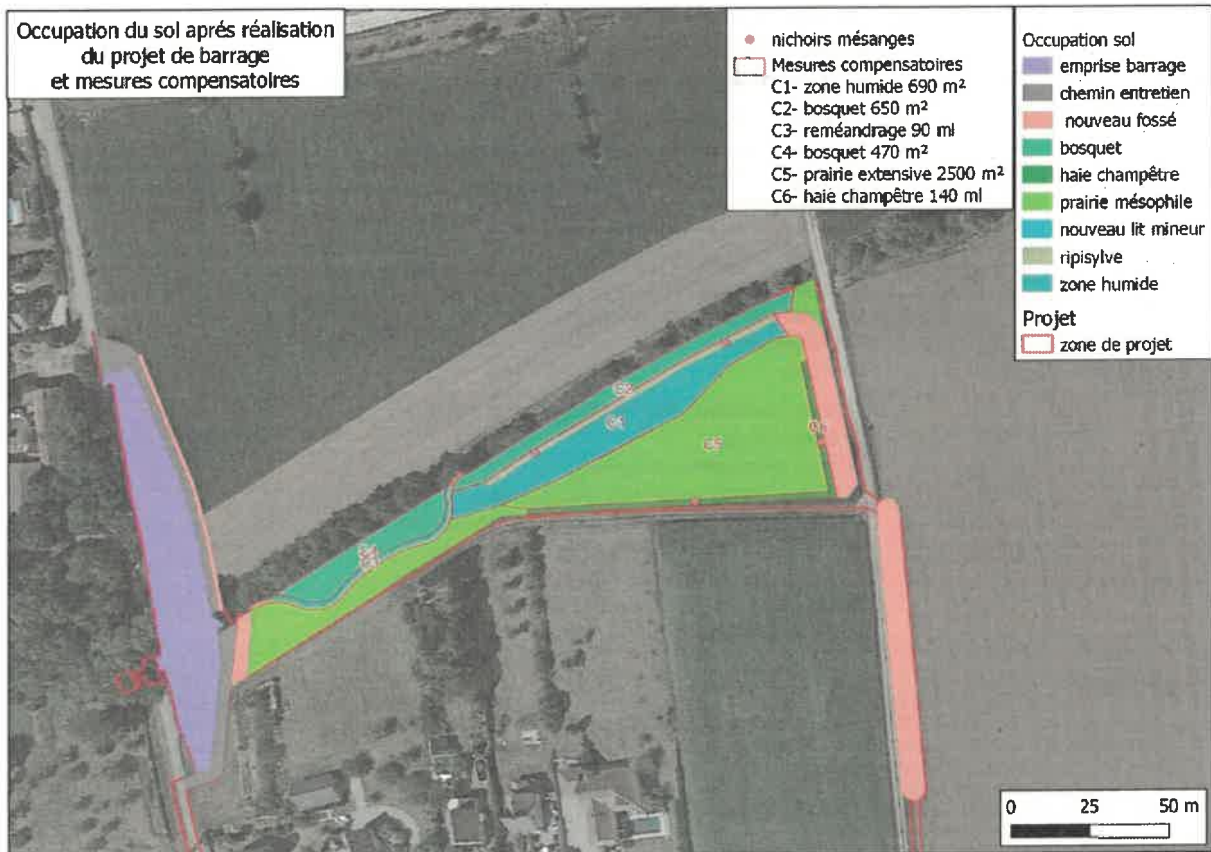 Occupation du sol aprés réalisation
du projet de barrage
et mesures compensatoires
nichoirs mésanges
Mesures compensatoires
C1- zone humide 690 m²
C2- bosquet 650 m²
C3- reméandrage 90 ml
C4- bosquet 470 m²
C5- prairie extensive 2500 m²
C6- haie champêtre 140 ml
Occupation sol
emprise barrage
chemin entretien
nouveau fossé
bosquet
haie champêtre
prairie mésophile
nouveau lit mineur
ripisylve
zone humide
Projet
zone de projet
C2
C1
C5
0 25 50 m